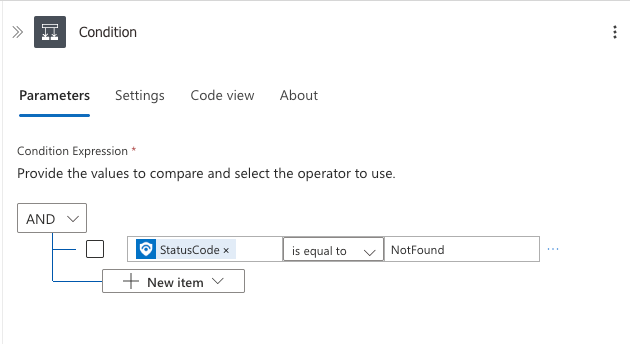 Condition
Parameters Settings Code view About
Condition Expression *
Provide the values to compare and select the operator to use.
AND
StatusCode × is equal to NotFound
New item